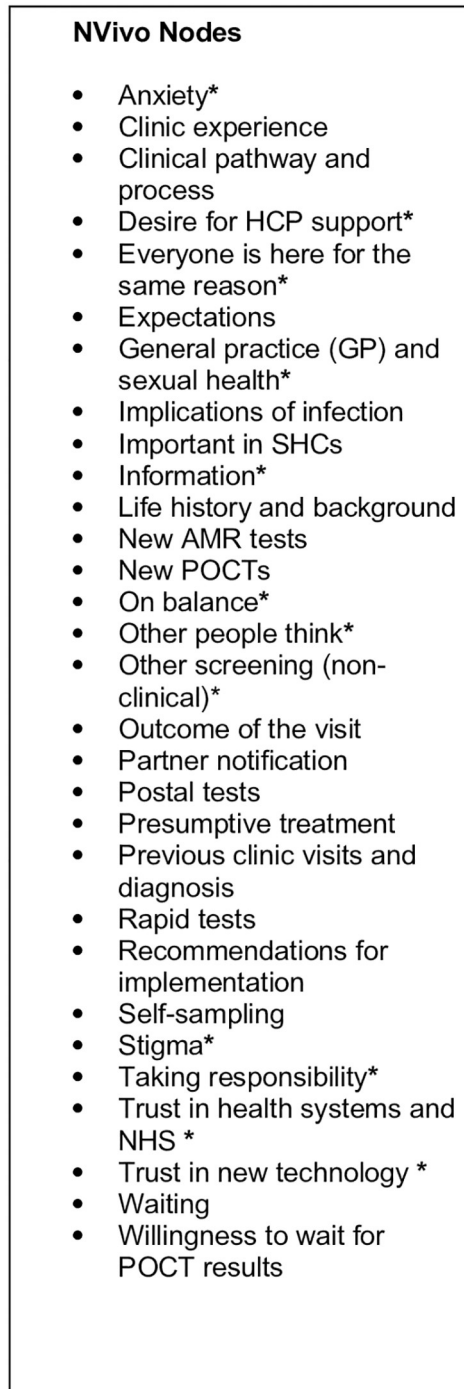 NVivo Nodes
• Anxiety*
• Clinic experience
• Clinical pathway and
process
• Desire for HCP support*
• Everyone is here for the
same reason*
• Expectations
• General practice (GP) and
sexual health*
• Implications of infection
• Important in SHCs
• Information*
• Life history and background
• New AMR tests
• New POCTs
• On balance*
• Other people think*
• Other screening (non-
clinical)*
• Outcome of the visit
• Partner notification
• Postal tests
• Presumptive treatment
• Previous clinic visits and
diagnosis
• Rapid tests
• Recommendations for
implementation
• Self-sampling
• Stigma*
• Taking responsibility*
• Trust in health systems and
NHS *
• Trust in new technology *
• Waiting
• Willingness to wait for
POCT results